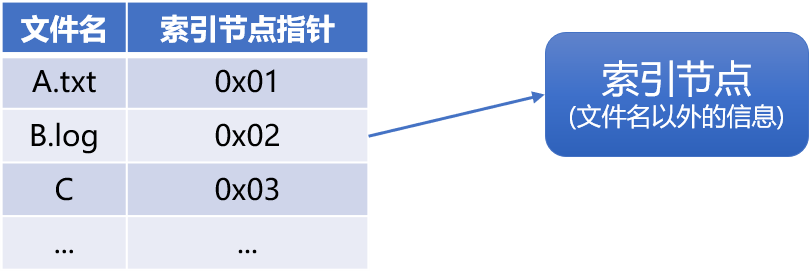 文件名 索引节点指针
A.txt 0x01
B.log 0x02
C 0x03
... ...
索引节点
(文件名以外的信息)